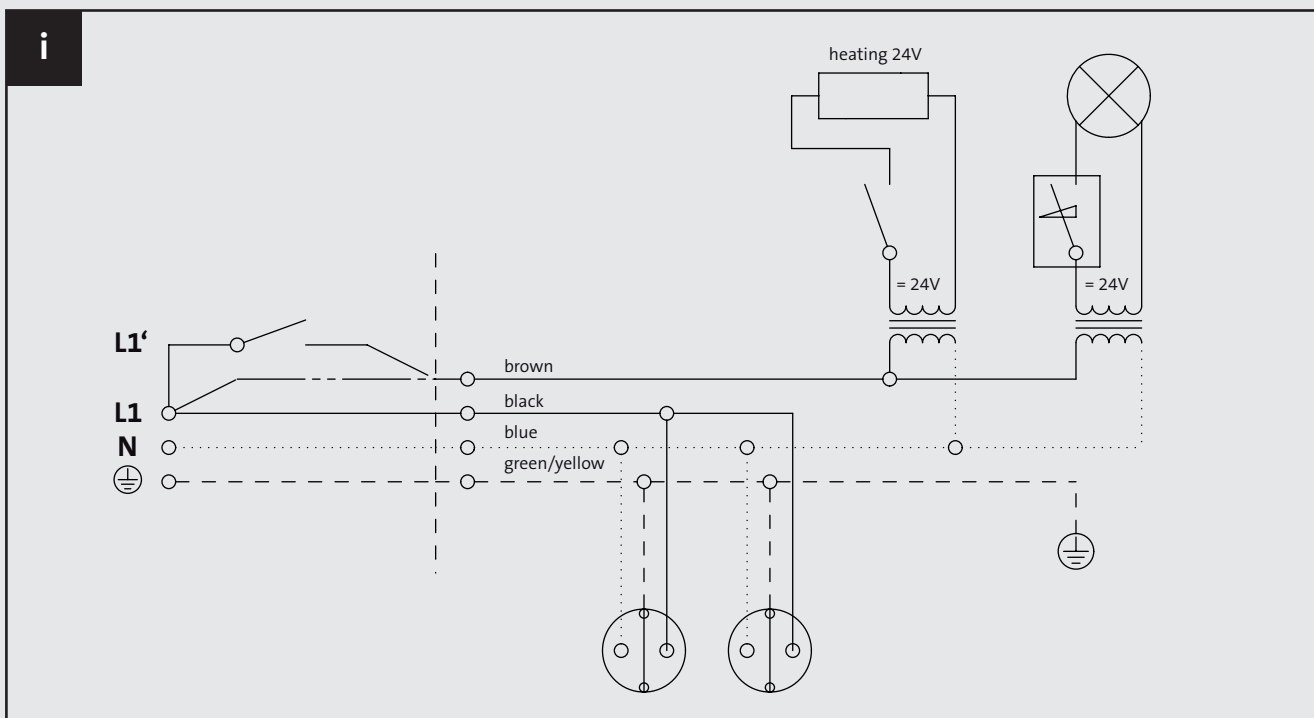 i
heating 24V
= 24V
= 24V
L1‘
brown
L1
black
N
blue
green/yellow